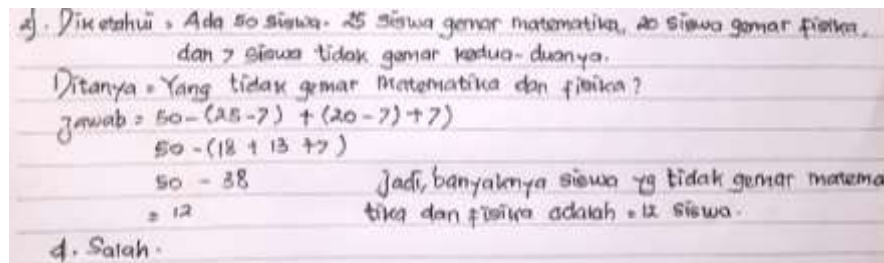 2). Diketahui = Ada 50 siswa. 25 siswa gemar matematika, 20 siswa gemar fisika,
dan 7 siswa tidak gemar kedua-duanya.
Ditanya = Yang tidak gemar matematika dan fisika?
Jawab = 50-(25-7) + (20-7)+7)
50 -(18 + 13 +7)
50 - 38 Jadi, banyaknya siswa yg tidak gemar matema
= 12 tika dan fisika adalah = 12 siswa.
d. Salah.